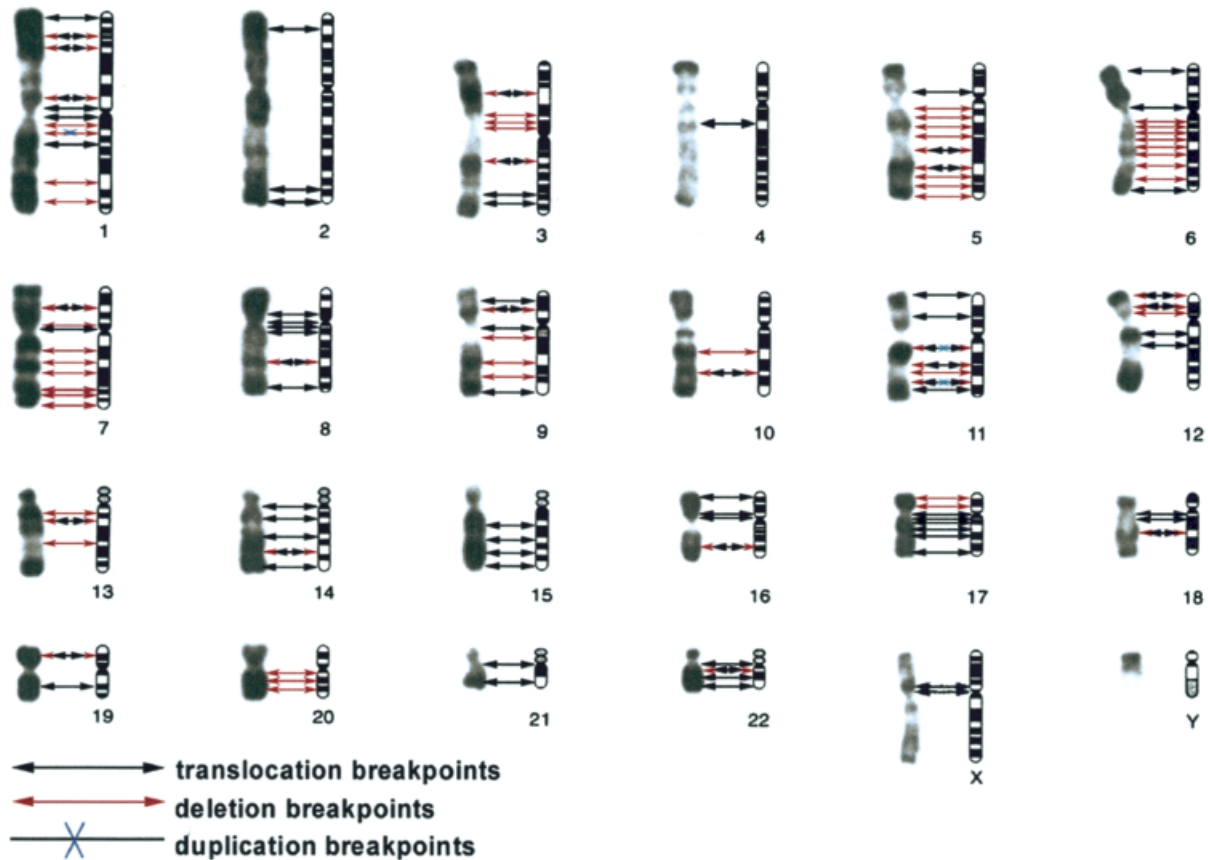 1 2 3 4 5 6
7 8 9 10 11 12
13 14 15 16 17 18
19 20 21 22 X Y
translocation breakpoints
deletion breakpoints
duplication breakpoints